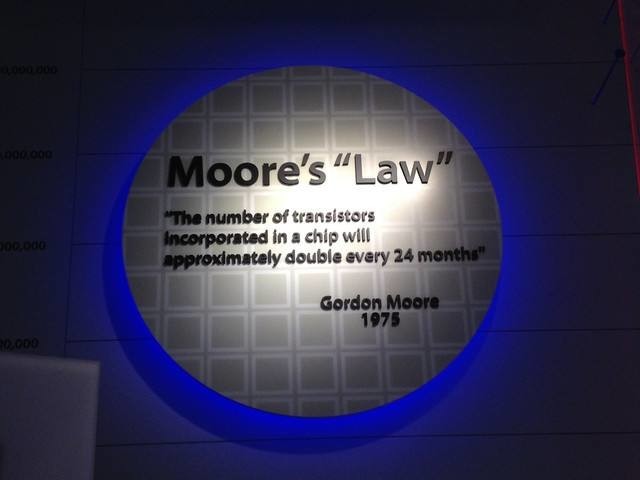 Moore's "Law"
"The number of transistors
incorporated in a chip will
approximately double every 24 months"
Gordon Moore
1975